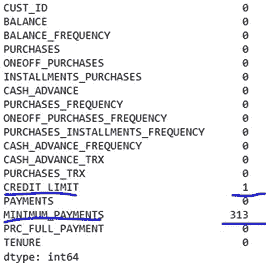 CUST_ID 0
BALANCE 0
BALANCE_FREQUENCY 0
PURCHASES 0
ONEOFF_PURCHASES 0
INSTALLMENTS_PURCHASES 0
CASH_ADVANCE 0
PURCHASES_FREQUENCY 0
ONEOFF_PURCHASES_FREQUENCY 0
PURCHASES_INSTALLMENTS_FREQUENCY 0
CASH_ADVANCE_FREQUENCY 0
CASH_ADVANCE_TRX 0
PURCHASES_TRX 0
CREDIT_LIMIT 1
PAYMENTS 0
MINIMUM_PAYMENTS 313
PRC_FULL_PAYMENT 0
TENURE 0
dtype: int64